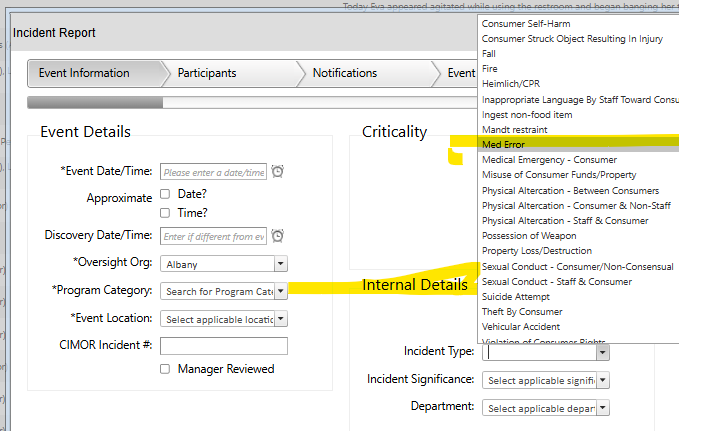 Today Eva appeared agitated while using the restroom and began banging her
Incident Report
Event Information
Participants
Notifications
Event
Event Details
*Event Date/Time: Please enter a date/time
Approximate
Date?
Time?
Discovery Date/Time: Enter if different from ev
*Oversight Org: Albany
*Program Category: Search for Program Cate
*Event Location: Select applicable locatic
CIMOR Incident #:
Manager Reviewed
Criticality
Internal Details
Consumer Self-Harm
Consumer Struck Object Resulting In Injury
Fall
Fire
Heimlich/CPR
Inappropriate Language By Staff Toward Consu
Ingest non-food item
Mandt restraint
Med Error
Medical Emergency - Consumer
Misuse of Consumer Funds/Property
Physical Altercation - Between Consumers
Physical Altercation - Consumer & Non-Staff
Physical Altercation - Staff & Consumer
Possession of Weapon
Property Loss/Destruction
Sexual Conduct - Consumer/Non-Consensual
Sexual Conduct - Staff & Consumer
Suicide Attempt
Theft By Consumer
Vehicular Accident
Violation of Consumer Rights
Incident Type:
Incident Significance: Select applicable signifi
Department: Select applicable depar